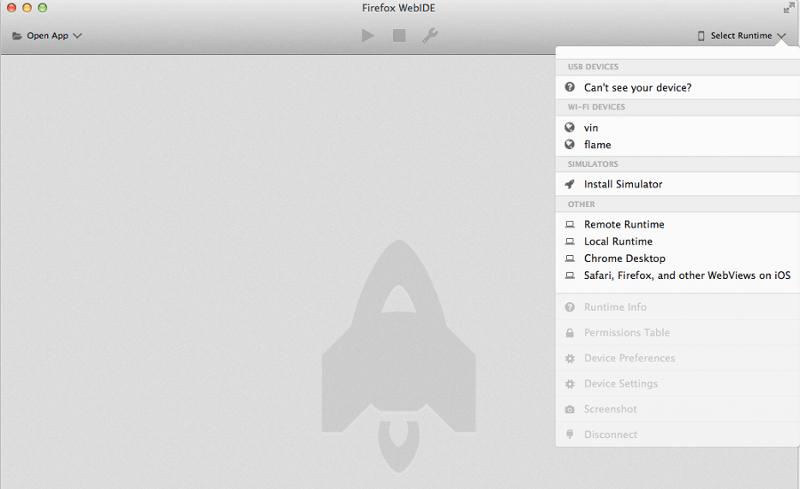 Firefox WebIDE
Open App
Select Runtime
USB DEVICES
Can't see your device?
WI-FI DEVICES
vin
flame
SIMULATORS
Install Simulator
OTHER
Remote Runtime
Local Runtime
Chrome Desktop
Safari, Firefox, and other WebViews on iOS
Runtime Info
Permissions Table
Device Preferences
Device Settings
Screenshot
Disconnect